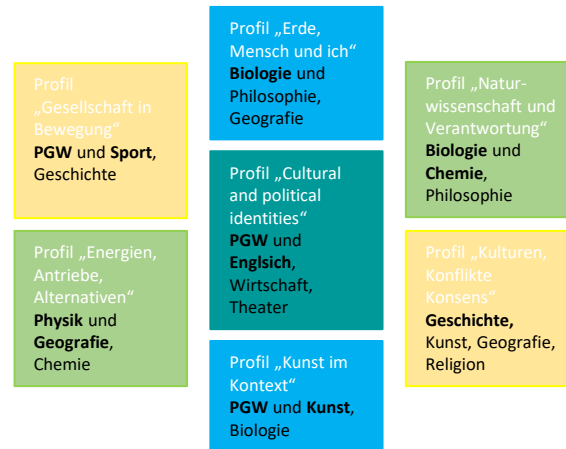 Profil „Erde,
Mensch und ich“
Biologie und
Philosophie,
Geografie
Profil
„Gesellschaft in
Bewegung“
PGW und Sport,
Geschichte
Profil „Natur-
wissenschaft und
Verantwortung“
Biologie und
Chemie,
Philosophie
Profil „Cultural
and political
identities“
PGW und
Englsich,
Wirtschaft,
Theater
Profil „Energien,
Antriebe,
Alternativen“
Physik und
Geografie,
Chemie
Profil „Kulturen,
Konflikte
Konsens“
Geschichte,
Kunst, Geografie,
Religion
Profil „Kunst im
Kontext“
PGW und Kunst,
Biologie